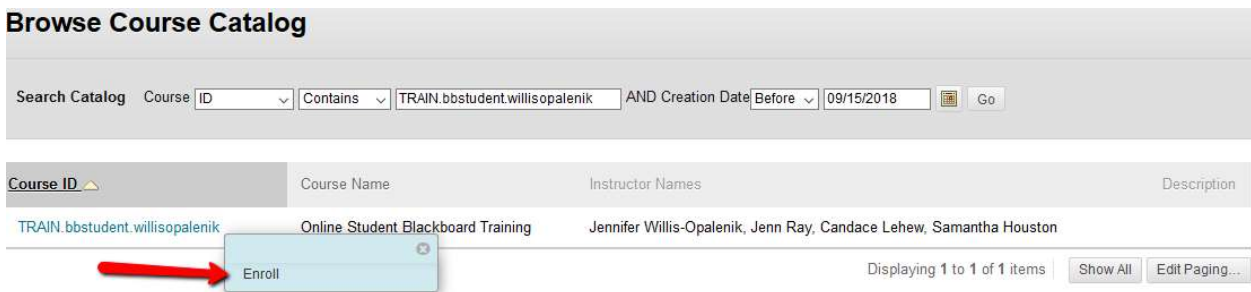 Browse Course Catalog
Search Catalog Course ID Contains TRAIN.bbstudent.willisopalenik AND Creation Date Before 09/15/2018 Go
Course ID Course Name Instructor Names Description
TRAIN.bbstudent.willisopalenik Online Student Blackboard Training Jennifer Willis-Opalenik, Jenn Ray, Candace Lehew, Samantha Houston
Enroll Displaying 1 to 1 of 1 items Show All Edit Paging...